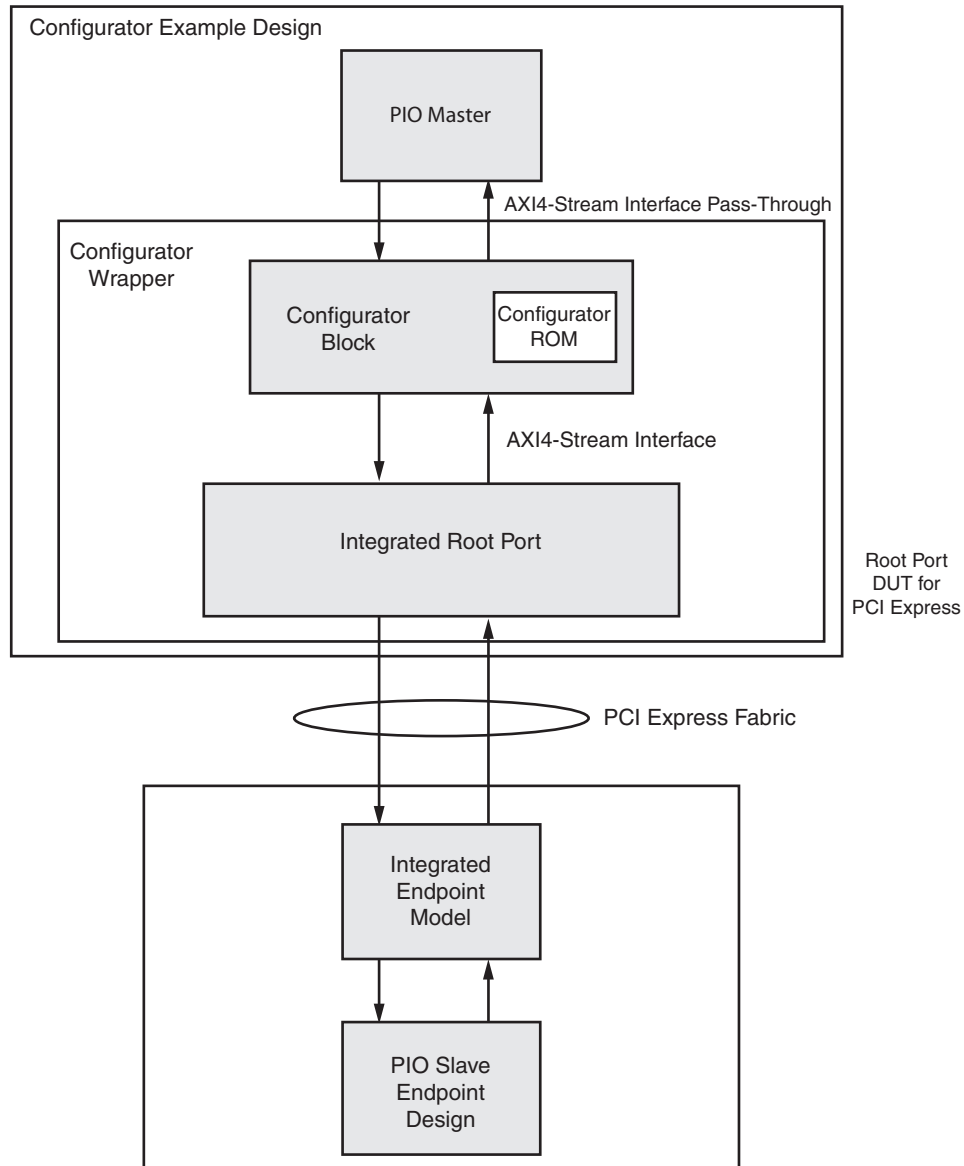 Configurator Example Design
PIO Master
AXI4-Stream Interface Pass-Through
Configurator
Wrapper
Configurator
Block
Configurator
ROM
AXI4-Stream Interface
Integrated Root Port
Root Port
DUT for
PCI Express
PCI Express Fabric
Integrated
Endpoint
Model
PIO Slave
Endpoint
Design